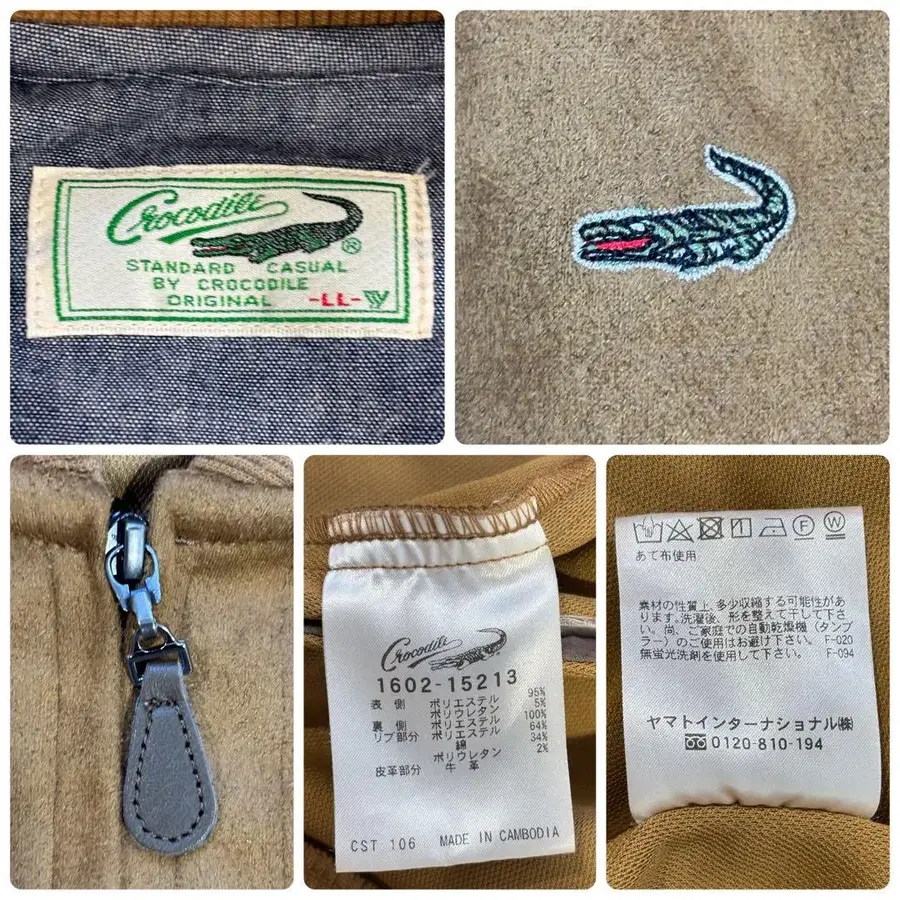 Crocodile ®
STANDARD CASUAL
BY CROCODILE
ORIGINAL -LL-
Crocodile
1602-15213
表側 ポリエステル 95%
ポリウレタン 5%
裏側 ポリエステル 100%
リブ部分 ポリエステル 64%
綿 34%
ポリウレタン 2%
皮革部分 牛革
CST 106 MADE IN CAMBODIA
F W
あて布使用
素材の性質上、多少収縮する可能性があ
ります。洗濯後、形を整えて干して下さ
い。尚、ご家庭での自動乾燥機(タンブ
ラー)のご使用はお避け下さい。 F-020
無蛍光洗剤を使用して下さい。 F-094
ヤマトインターナショナル㈱
0120-810-194